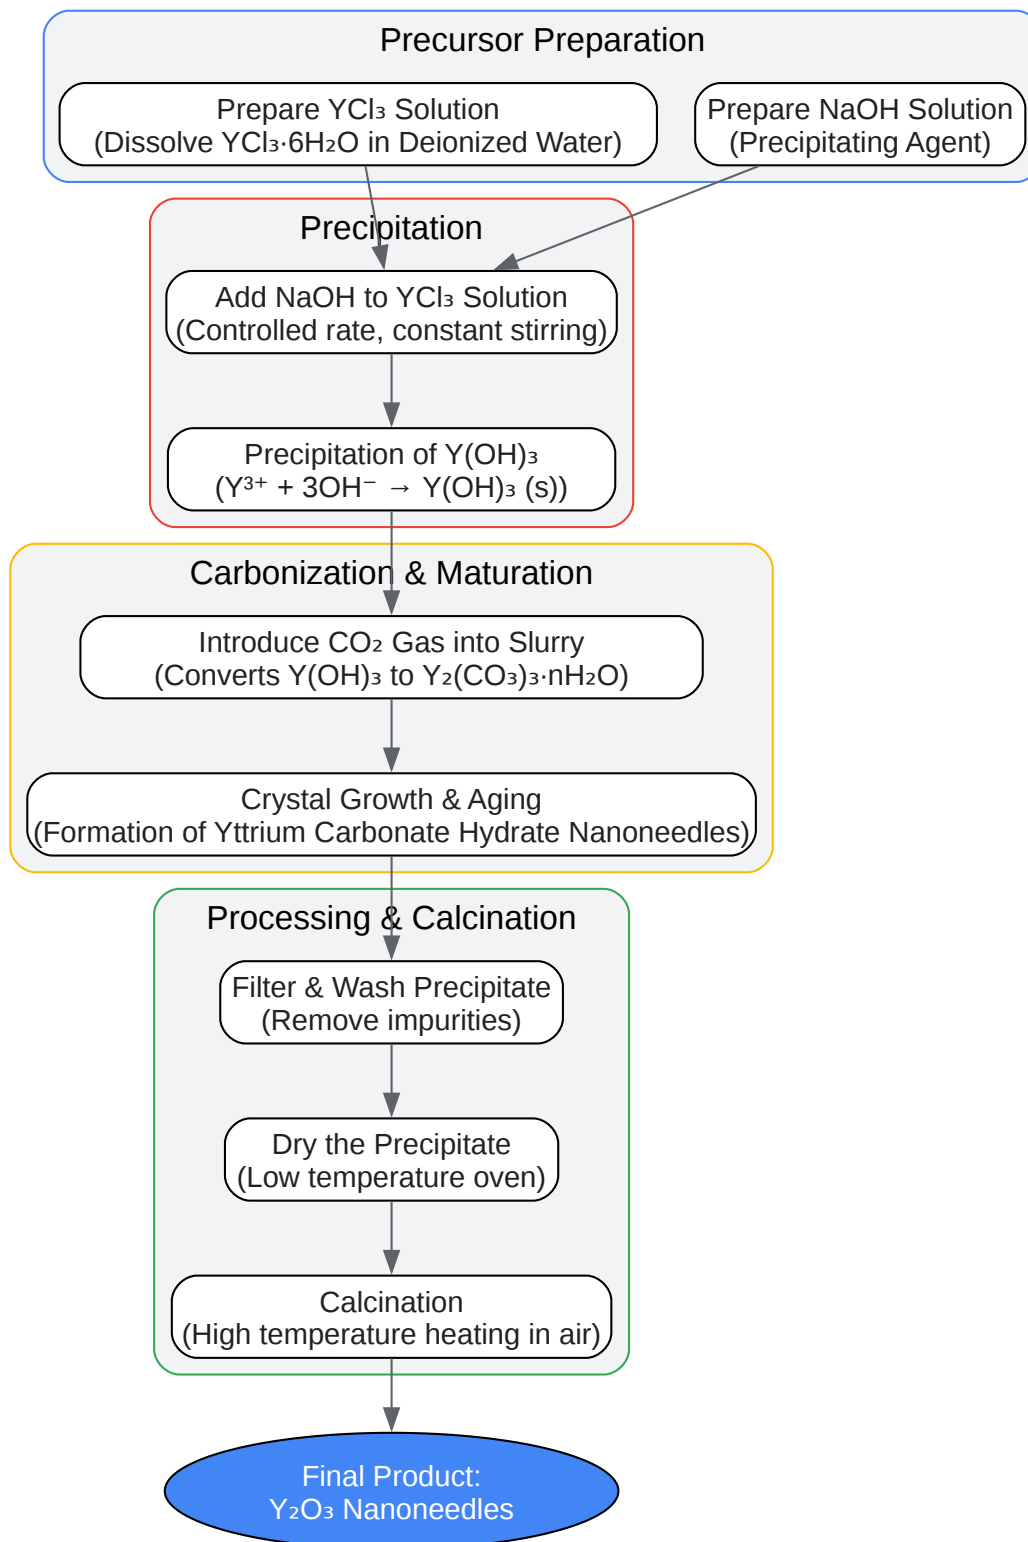 Precursor Preparation
Prepare YCl₃ Solution
(Dissolve YCl₃·6H₂O in Deionized Water)
Prepare NaOH Solution
(Precipitating Agent)
Precipitation
Add NaOH to YCl₃ Solution
(Controlled rate, constant stirring)
Precipitation of Y(OH)₃
(Y³⁺ + 3OH⁻ → Y(OH)₃ (s))
Carbonization & Maturation
Introduce CO₂ Gas into Slurry
(Converts Y(OH)₃ to Y₂(CO₃)₃·nH₂O)
Crystal Growth & Aging
(Formation of Yttrium Carbonate Hydrate Nanoneedles)
Processing & Calcination
Filter & Wash Precipitate
(Remove impurities)
Dry the Precipitate
(Low temperature oven)
Calcination
(High temperature heating in air)
Final Product:
Y₂O₃ Nanoneedles